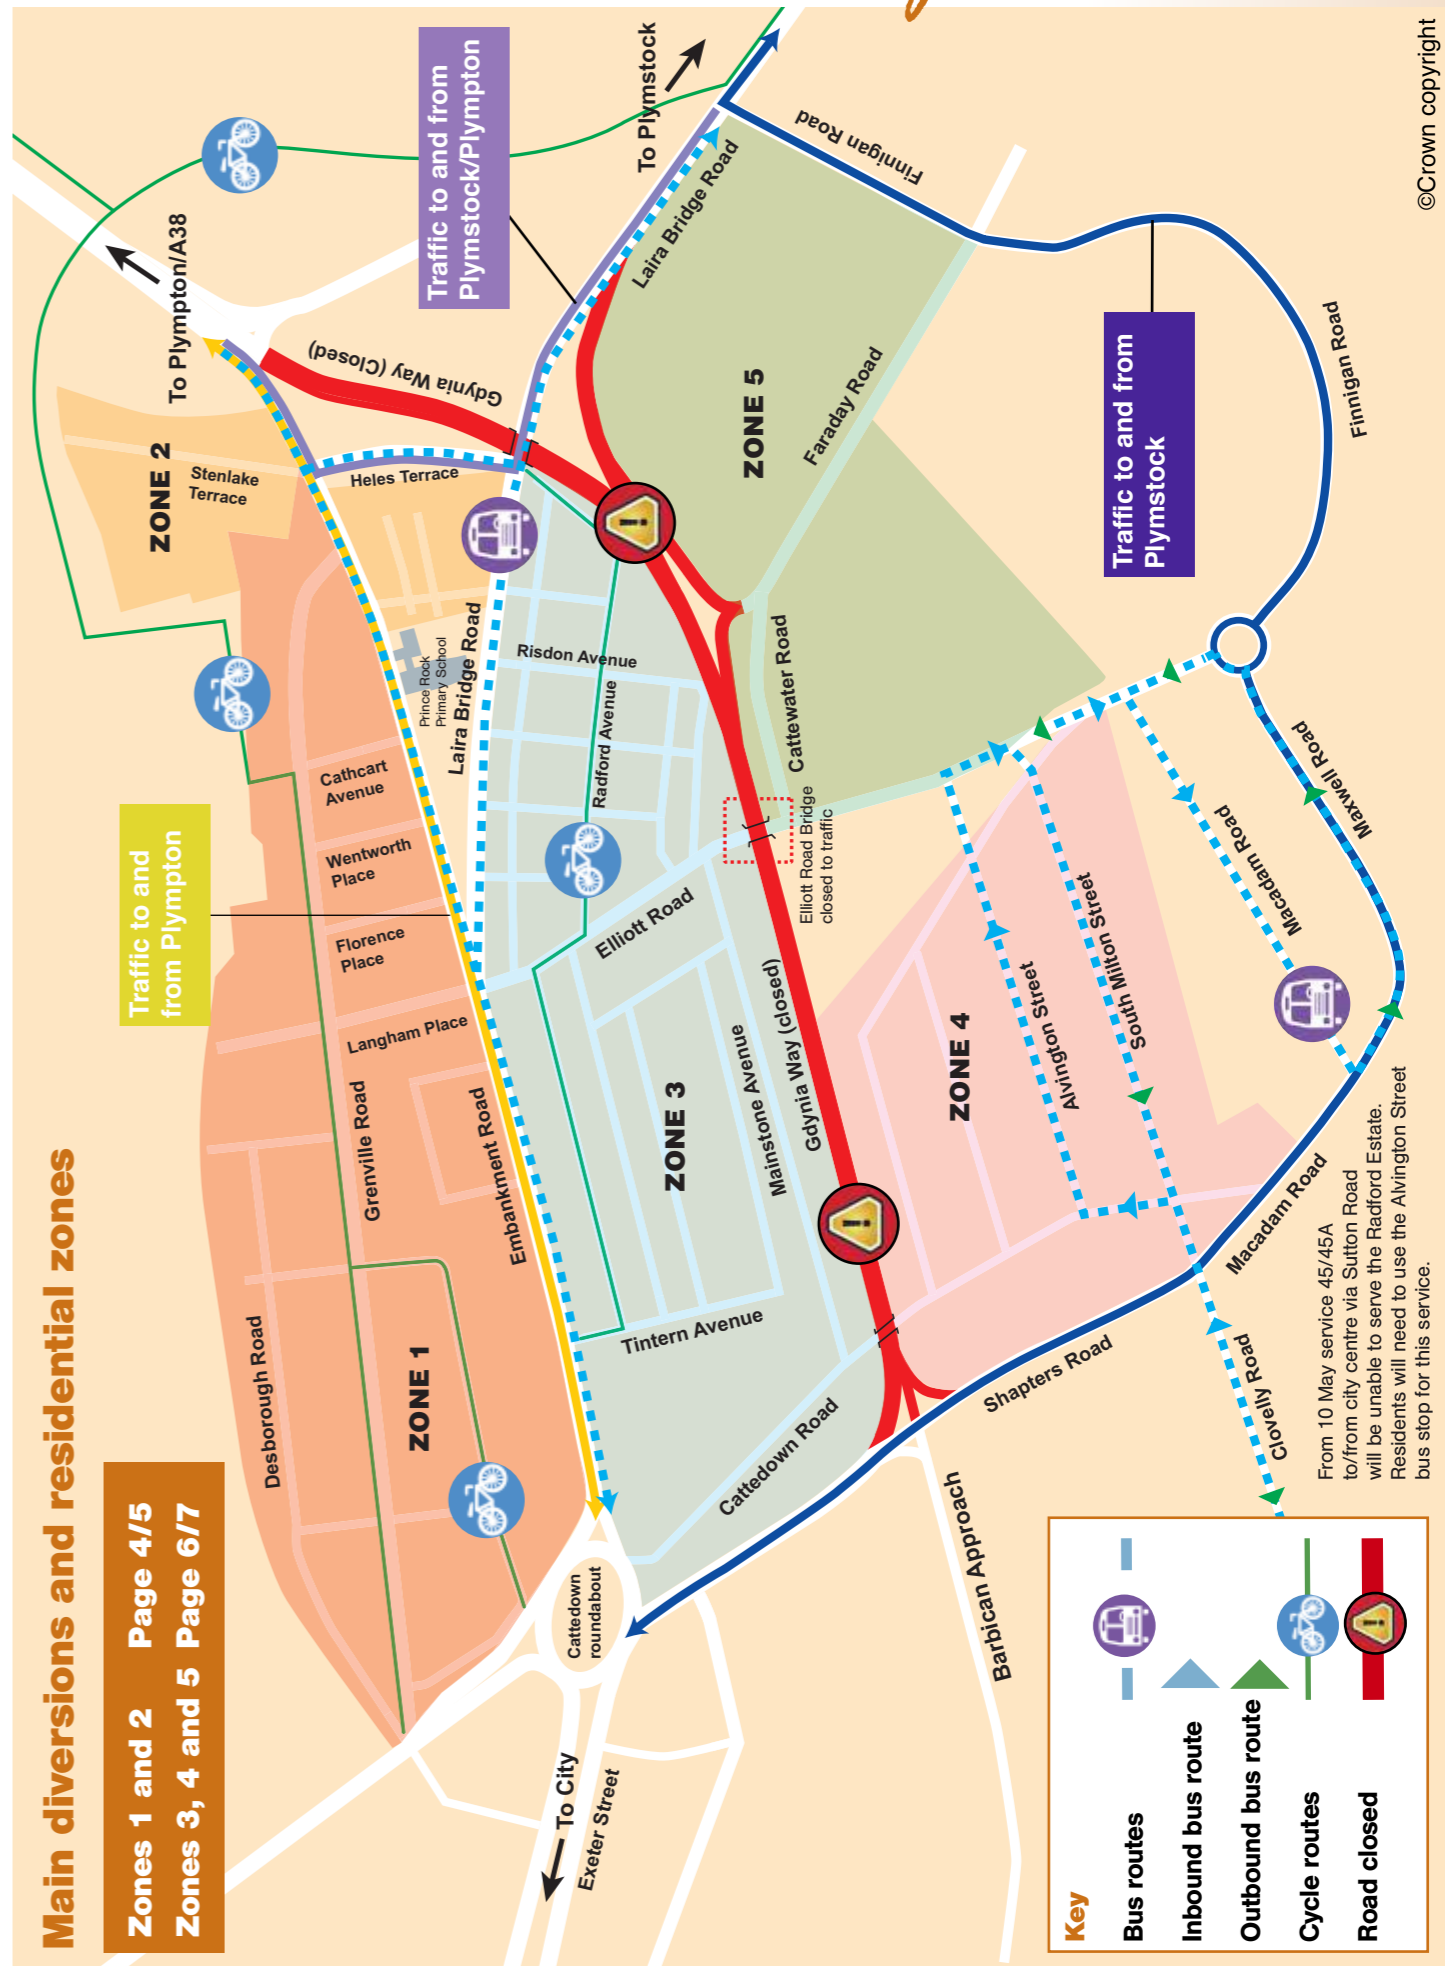 Main diversions and residential zones
Zones 1 and 2 Page 4/5
Zones 3, 4 and 5 Page 6/7
Traffic to and
from Plympton
ZONE 2
Stenlake
Terrace
To Plympton/A38
Traffic to and from
Plymstock/Plympton
To Plymstock
Desborough Road
Grenville Road
ZONE 1
Langham Place
Florence
Place
Wentworth
Place
Cathcart
Avenue
Embankment Road
Heles Terrace
Gdynia Way (Closed)
Prince Rock
Primary School
Laira Bridge Road
Laira Bridge Road
Risdon Avenue
Radford Avenue
Elliott Road
ZONE 3
Mainstone Avenue
Tintern Avenue
Cattedown Road
Gdynia Way (closed)
Elliott Road Bridge
closed to traffic
Cattewater Road
ZONE 5
Faraday Road
Finnigan Road
Finnigan Road
Traffic to and from
Plymstock
ZONE 4
Alvington Street
South Milton Street
Macadam Road
Maxwell Road
Macadam Road
Shapters Road
Clovelly Road
Cattedown
roundabout
To City
Exeter Street
Barbican Approach
From 10 May service 45/45A
to/from city centre via Sutton Road
will be unable to serve the Radford Estate.
Residents will need to use the Alvington Street
bus stop for this service.
Key
Bus routes
Inbound bus route
Outbound bus route
Cycle routes
Road closed
©Crown copyright